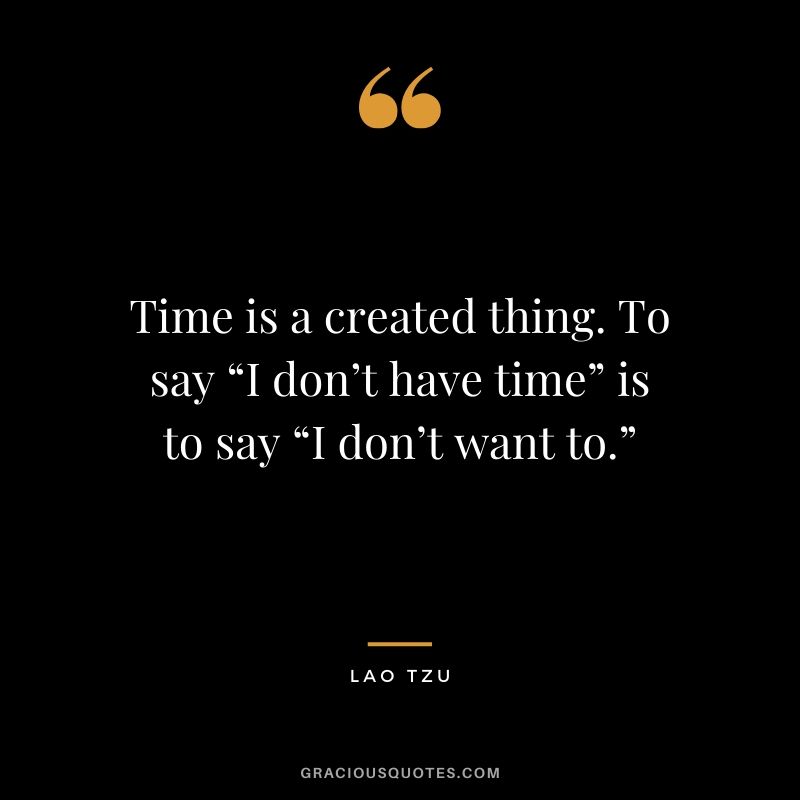 “
Time is a created thing. To
say “I don’t have time” is
to say “I don’t want to.”
LAO TZU
GRACIOUSQUOTES.COM